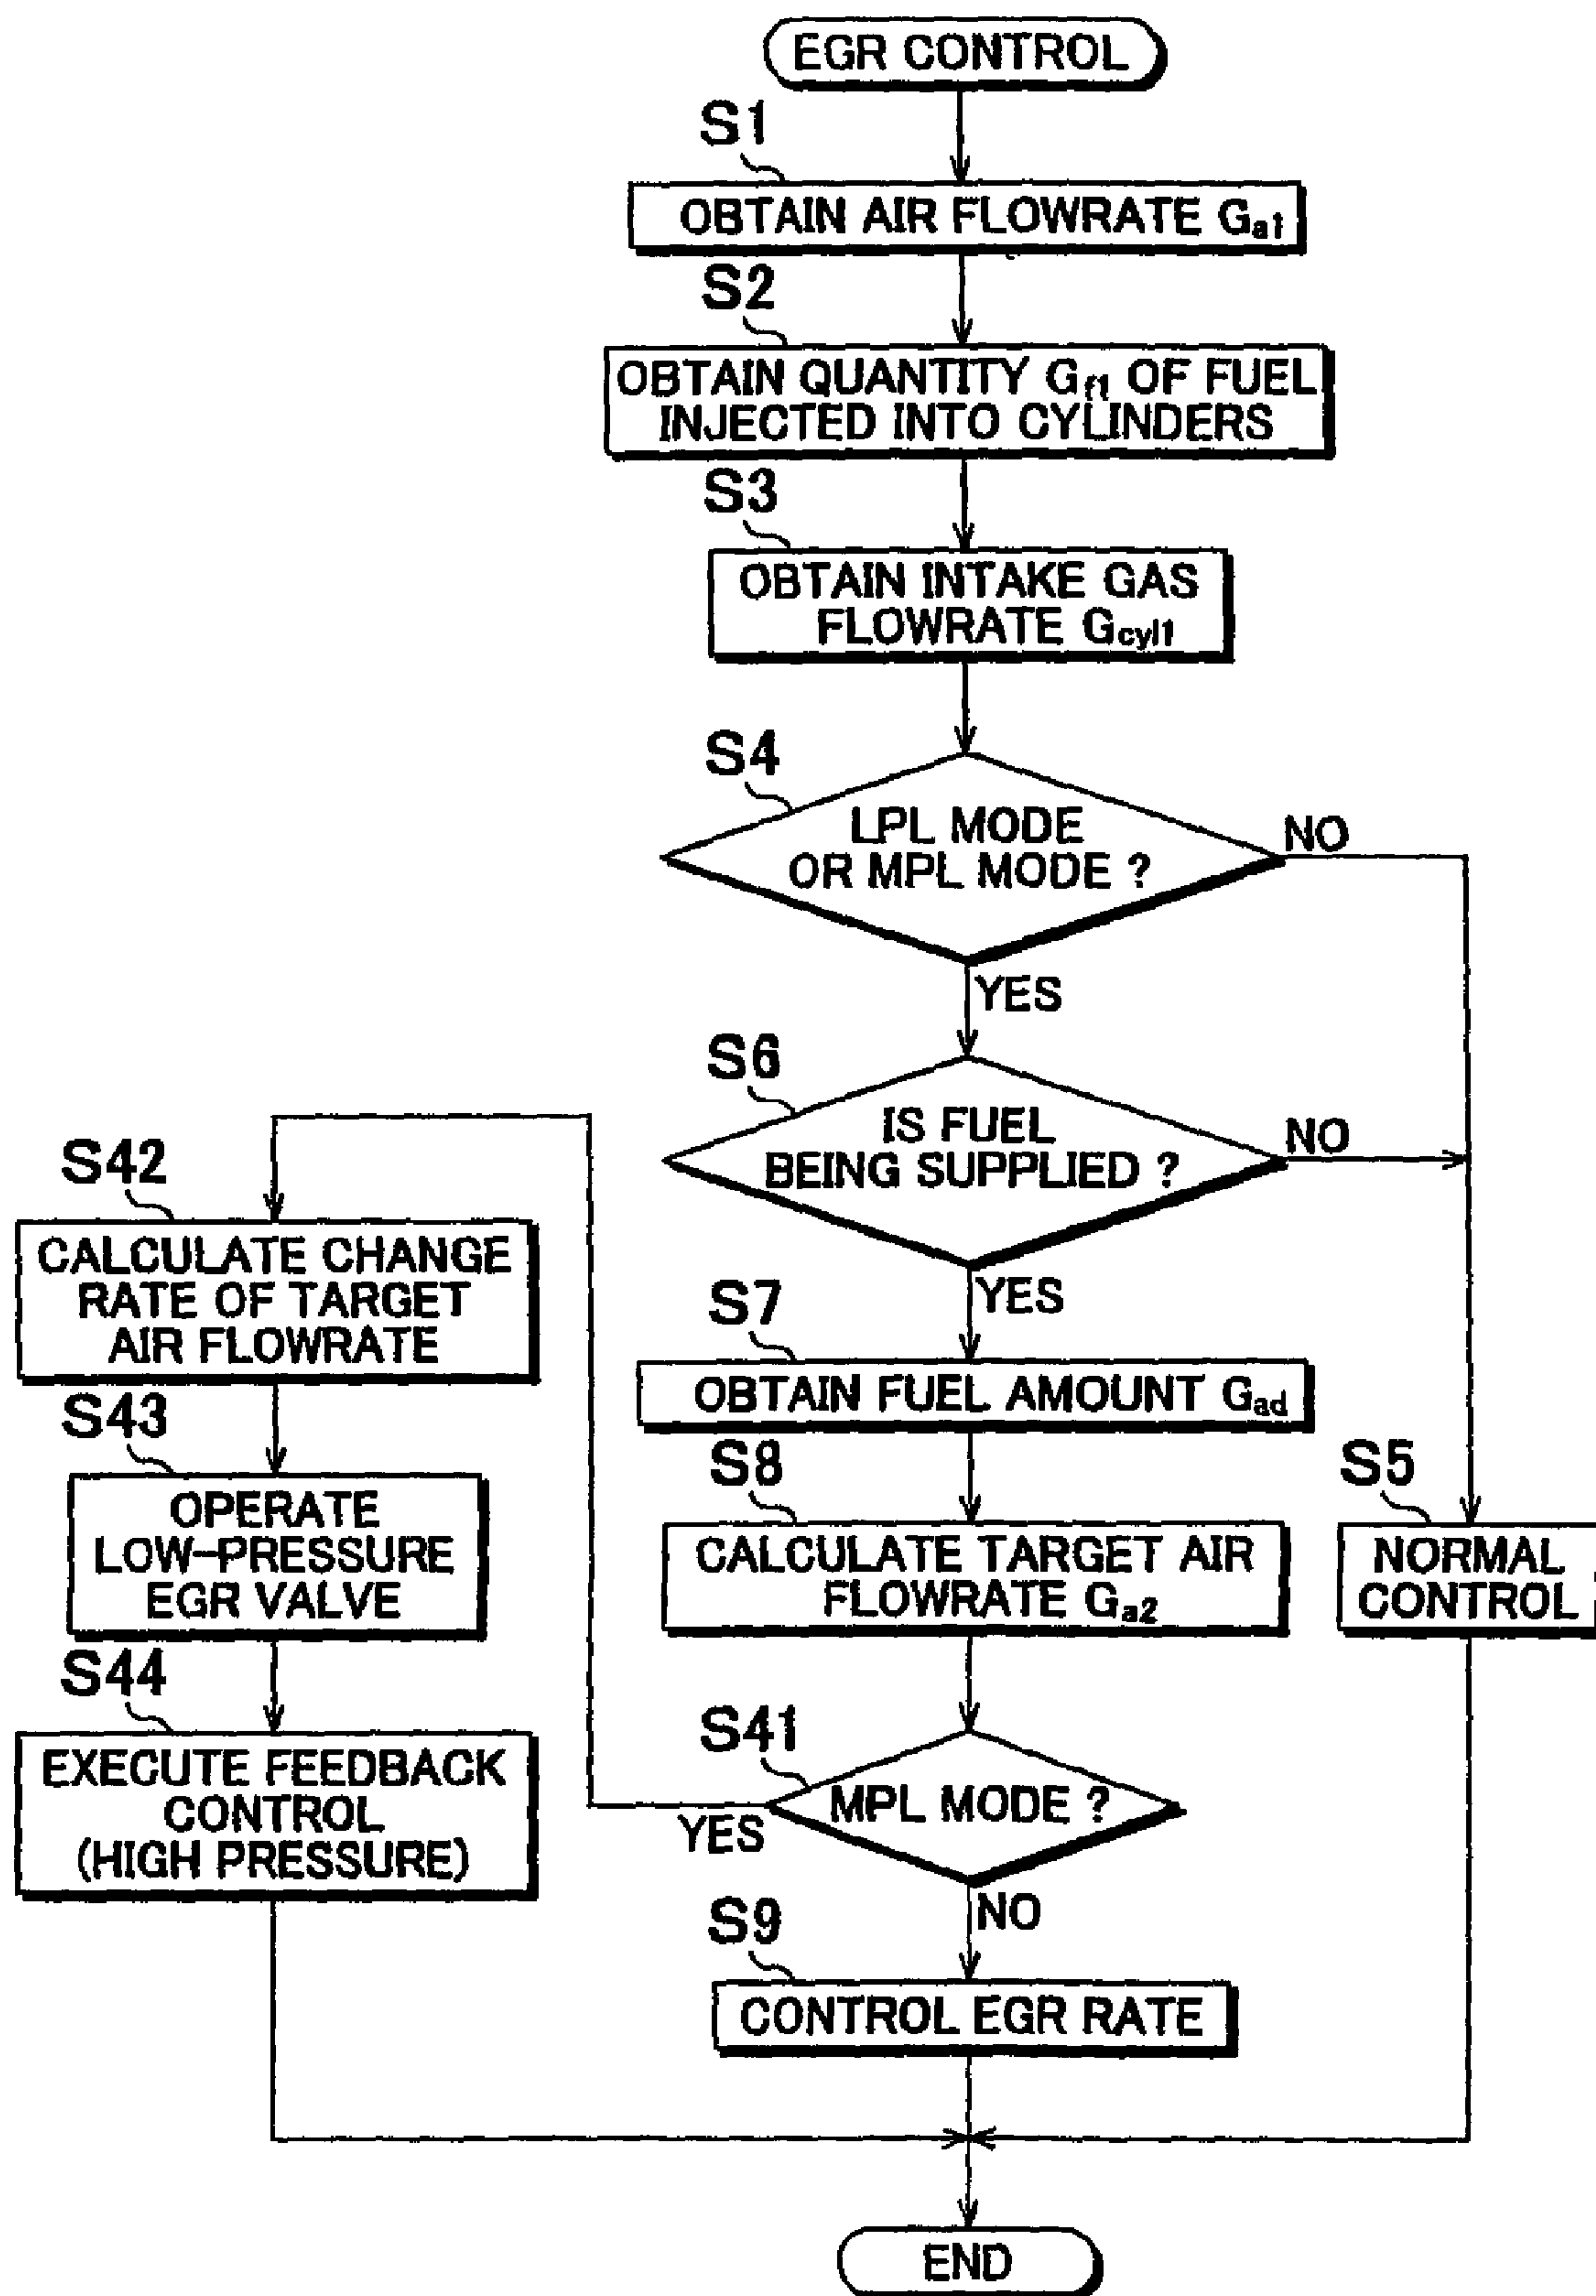 EGR CONTROL
S1
OBTAIN AIR FLOWRATE Ga1
S2
OBTAIN QUANTITY Gf1 OF FUEL
INJECTED INTO CYLINDERS
S3
OBTAIN INTAKE GAS
FLOWRATE Gcyl1
S4
LPL MODE
OR MPL MODE ?
NO
YES
S6
IS FUEL
BEING SUPPLIED ?
NO
YES
S7
OBTAIN FUEL AMOUNT Gad
S8
CALCULATE TARGET AIR
FLOWRATE Ga2
S5
NORMAL
CONTROL
S41
MPL MODE ?
YES
NO
S42
CALCULATE CHANGE
RATE OF TARGET
AIR FLOWRATE
S43
OPERATE
LOW-PRESSURE
EGR VALVE
S44
EXECUTE FEEDBACK
CONTROL
(HIGH PRESSURE)
S9
CONTROL EGR RATE
END